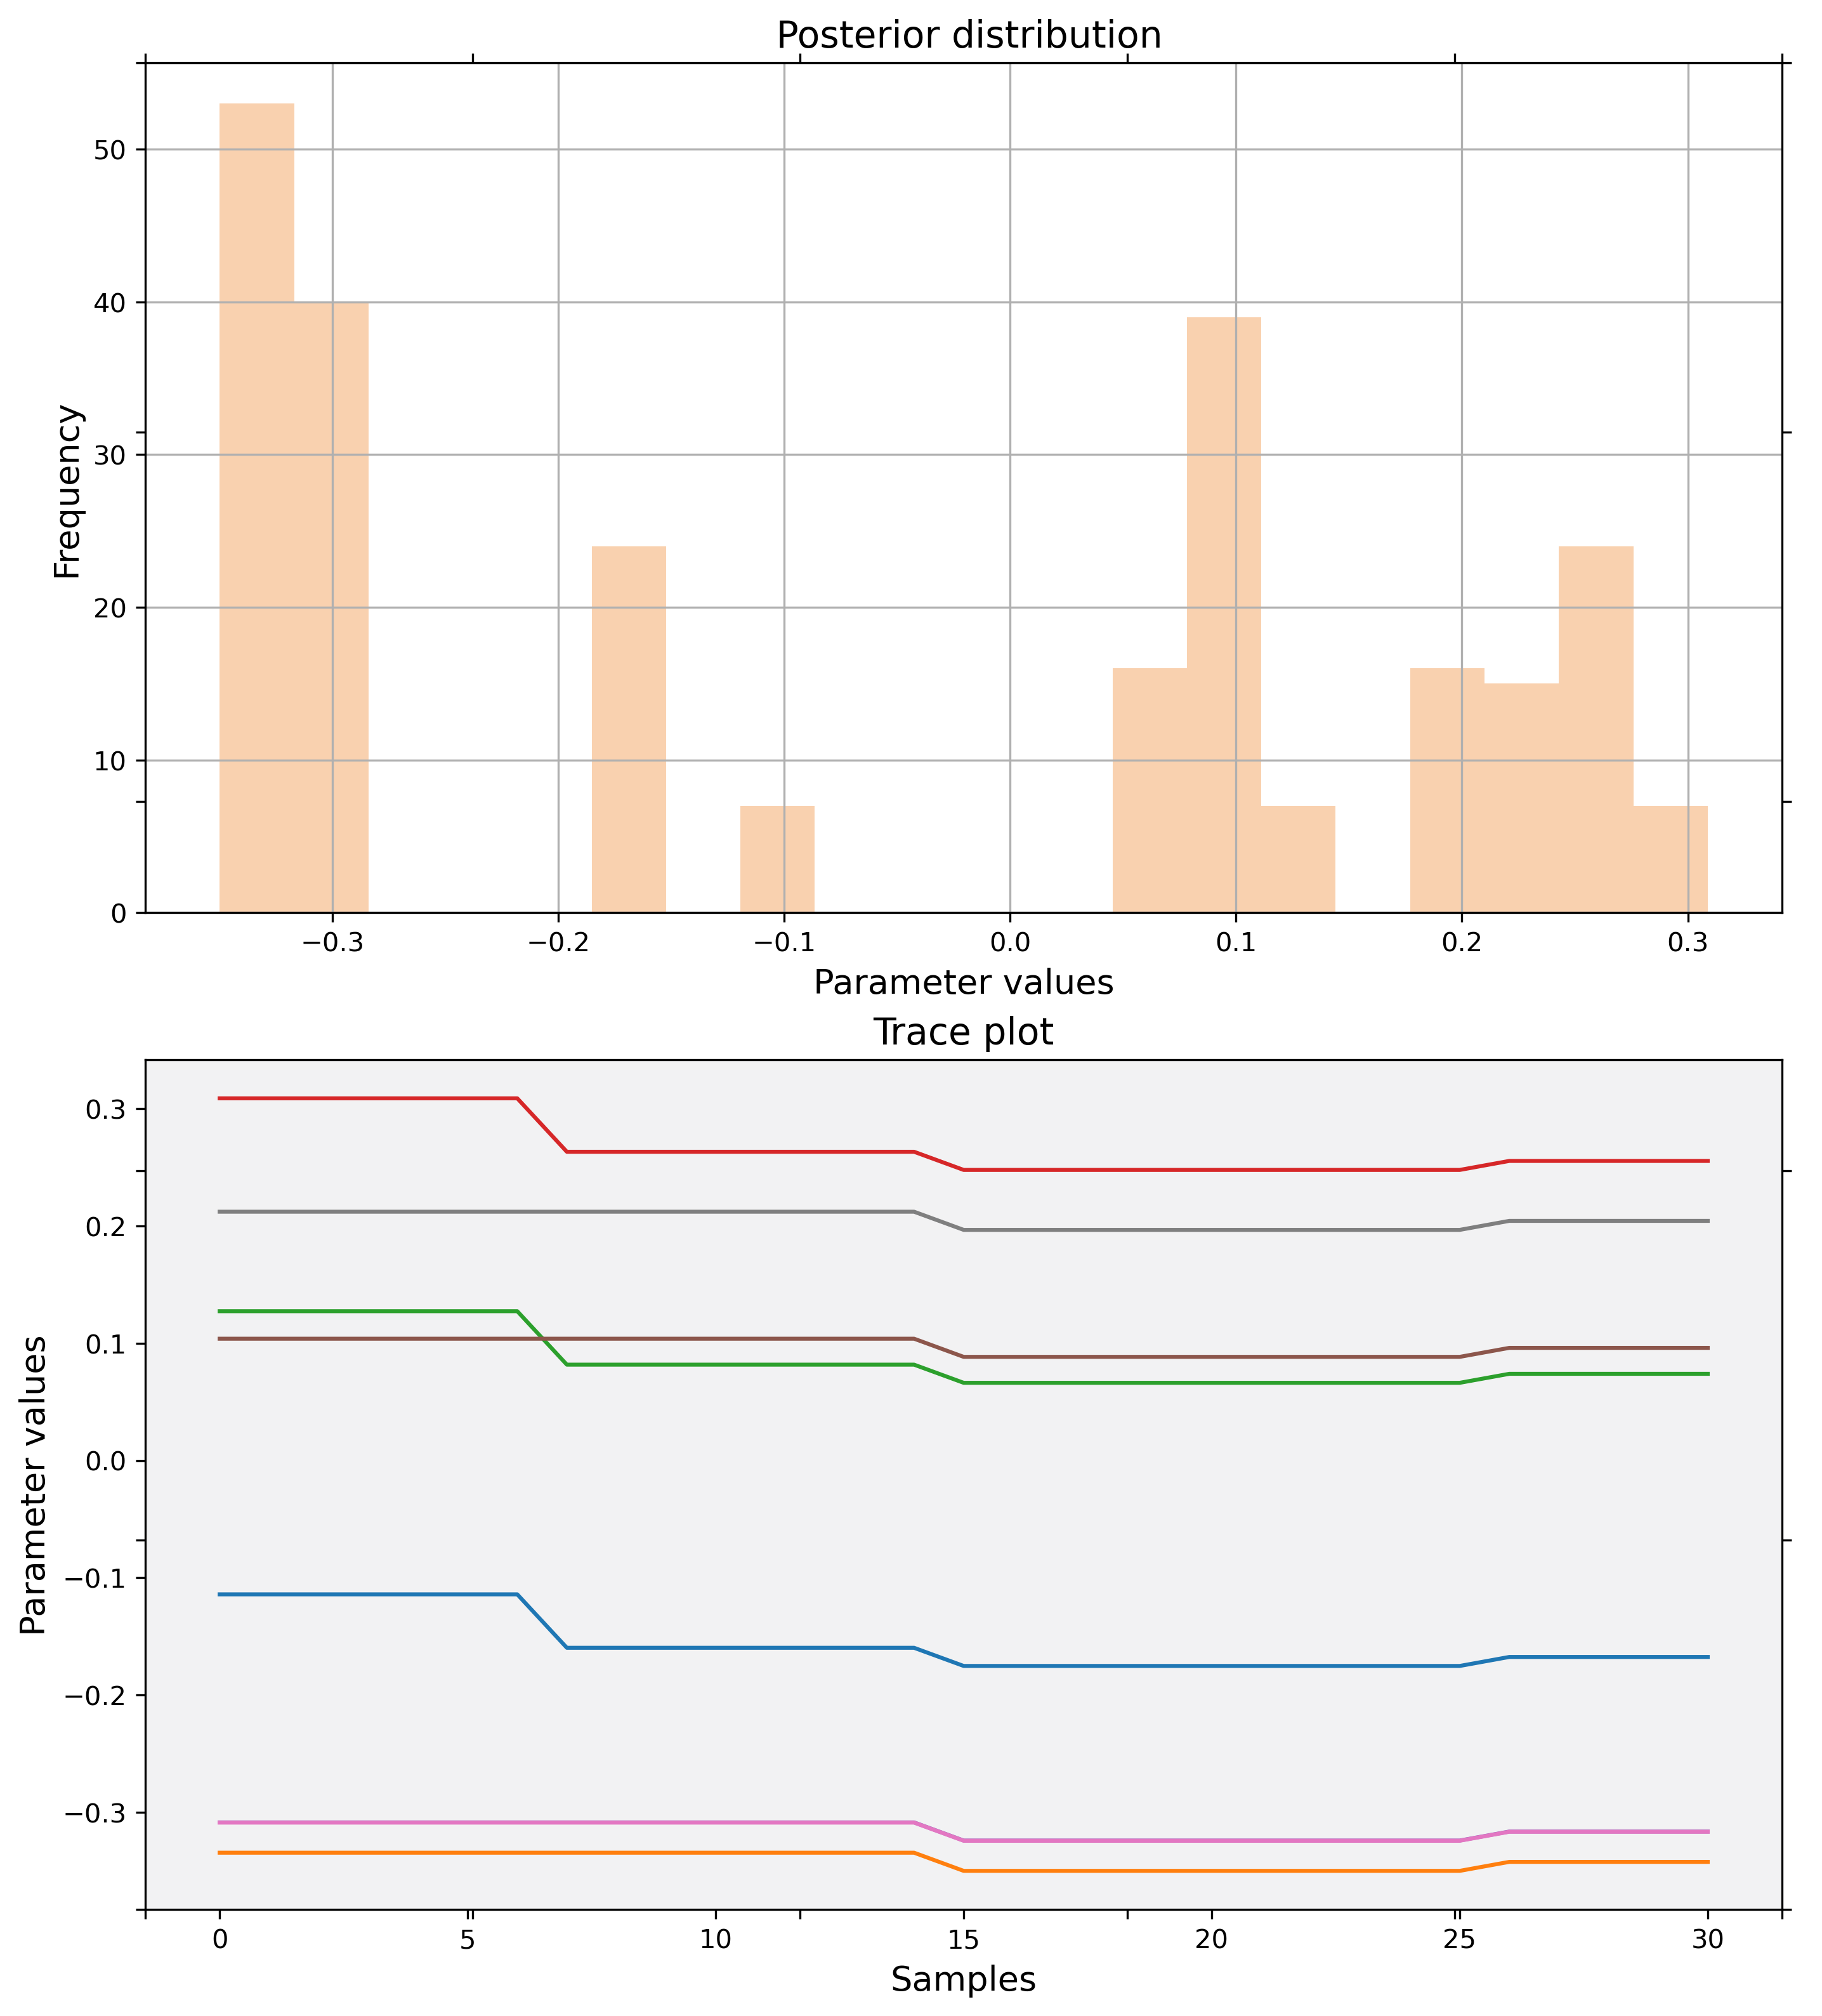 Posterior distribution
Frequency
50
40
30
20
10
0
−0.3 −0.2 −0.1 0.0 0.1 0.2 0.3
Parameter values
Trace plot
Parameter values
0.3
0.2
0.1
0.0
−0.1
−0.2
−0.3
0 5 10 15 20 25 30
Samples